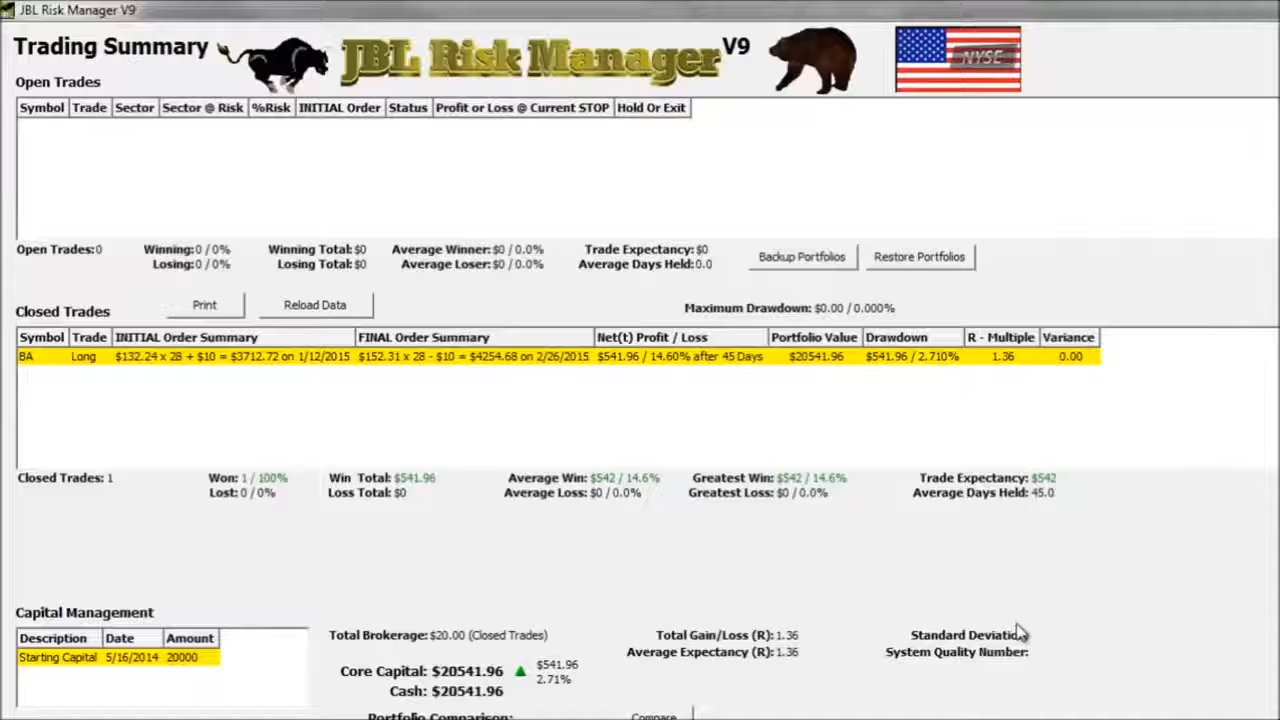 JBL Risk Manager V9
Trading Summary JBL Risk Manager V9 NYSE
Open Trades
Symbol Trade Sector Sector @ Risk %Risk INITIAL Order Status Profit or Loss @ Current STOP Hold Or Exit
Open Trades:0 Winning:0 / 0% Winning Total: $0 Average Winner: $0 / 0.0% Trade Expectancy: $0
Losing:0 / 0% Losing Total: $0 Average Loser: $0 / 0.0% Average Days Held:0.0
Backup Portfolios Restore Portfolios
Closed Trades Print Reload Data Maximum Drawdown: $0.00 / 0.000%
Symbol Trade INITIAL Order Summary FINAL Order Summary Net(t) Profit / Loss Portfolio Value Drawdown R - Multiple Variance
BA Long $132.24 x 28 + $10 = $3712.72 on 1/12/2015 $152.31 x 28 - $10 = $4254.68 on 2/26/2015 $541.96 / 14.60% after 45 Days $20541.96 $541.96 / 2.710% 1.36 0.00
Closed Trades: 1 Won: 1 / 100% Win Total: $541.96 Average Win: $542 / 14.6% Greatest Win: $542 / 14.6% Trade Expectancy: $542
Lost: 0 / 0% Loss Total: $0 Average Loss: $0 / 0.0% Greatest Loss: $0 / 0.0% Average Days Held: 45.0
Capital Management
Description Date Amount
Starting Capital 5/16/2014 20000
Total Brokerage: $20.00 (Closed Trades) Total Gain/Loss (R): 1.36 Standard
Average Expectancy (R): 1.36 System Quality Number:
Core Capital: $20541.96 $541.96
2.71%
Cash: $20541.96
Portfolio Comparison: Compare